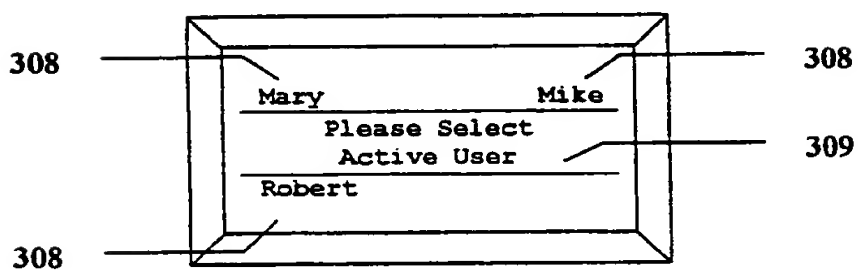 308
308
Mary Mike
Please Select
Active User
309
Robert
308